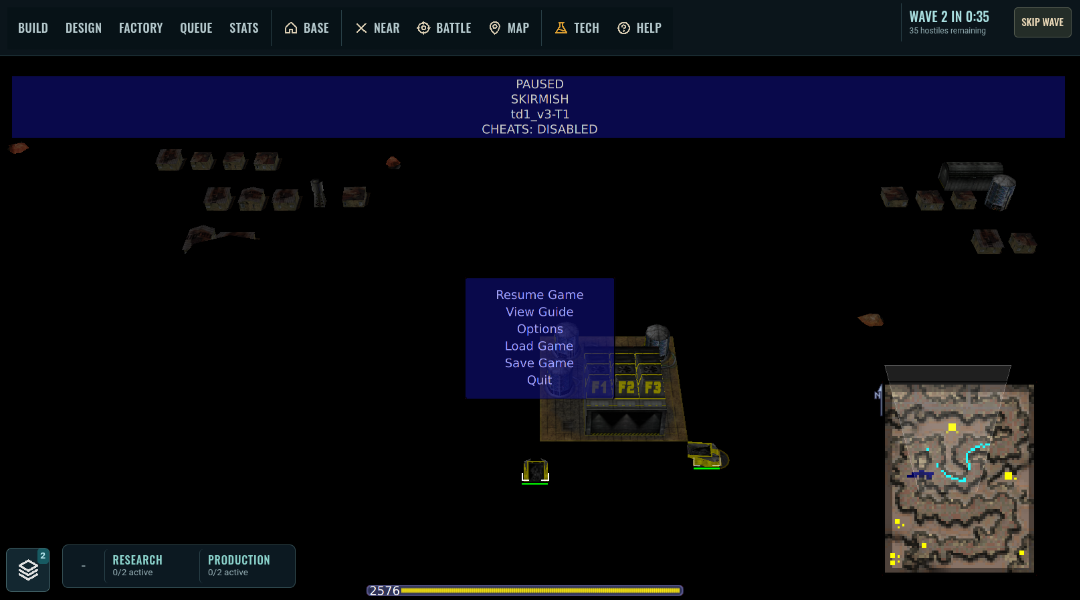 BUILD DESIGN FACTORY QUEUE STATS BASE NEAR BATTLE MAP TECH HELP
WAVE 2 IN 0:35
35 hostiles remaining
SKIP WAVE
PAUSED
SKIRMISH
td1_v3-T1
CHEATS: DISABLED
Resume Game
View Guide
Options
Load Game
Save Game
Quit
F1 F2 F3
N
2
-
RESEARCH
0/2 active
PRODUCTION
0/2 active
2576